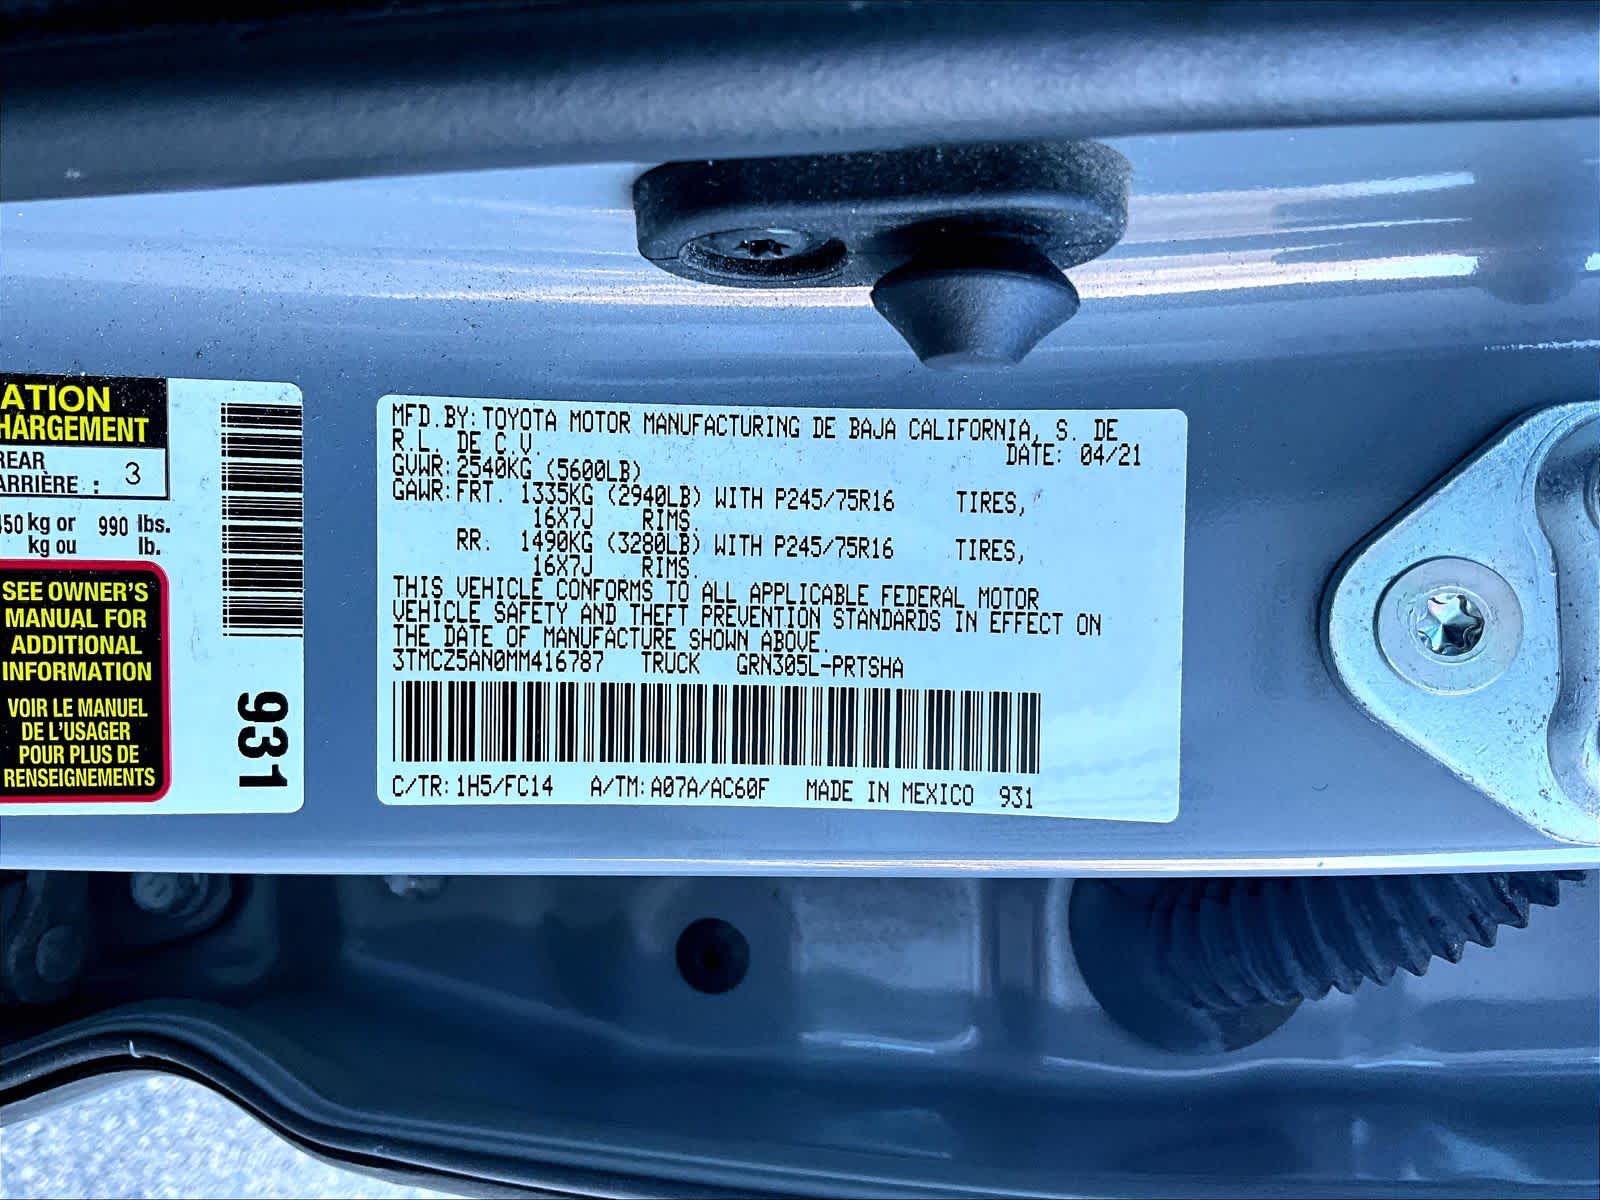 ATION
HARGEMENT
REAR
ARRIÈRE : 3
450 kg or 990 lbs.
kg ou lb.
SEE OWNER'S
MANUAL FOR
ADDITIONAL
INFORMATION
VOIR LE MANUEL
DE L'USAGER
POUR PLUS DE
RENSEIGNEMENTS
931
MFD.BY:TOYOTA MOTOR MANUFACTURING DE BAJA CALIFORNIA, S. DE
R.L. DE C.V. DATE: 04/21
GVWR:2540KG (5600LB)
GAWR:FRT. 1335KG (2940LB) WITH P245/75R16 TIRES,
16X7J RIMS.
RR. 1490KG (3280LB) WITH P245/75R16 TIRES,
16X7J RIMS.
THIS VEHICLE CONFORMS TO ALL APPLICABLE FEDERAL MOTOR
VEHICLE SAFETY AND THEFT PREVENTION STANDARDS IN EFFECT ON
THE DATE OF MANUFACTURE SHOWN ABOVE.
3TMCZ5AN0MM416787 TRUCK GRN305L-PRTSHA
C/TR:1H5/FC14 A/TM:A07A/AC60F MADE IN MEXICO 931